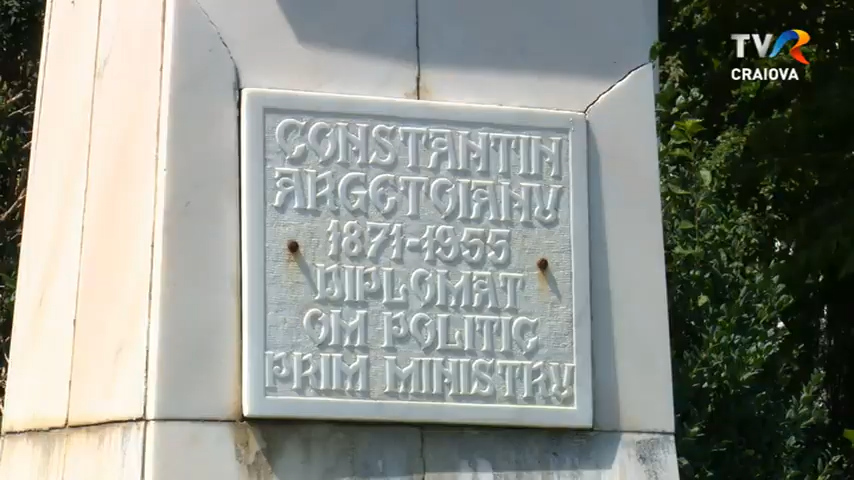 TVR
CRAIOVA
CONSTANTIN
ARGETOIANU
1871-1955
DIPLOMAT
OM POLITIC
PRIM MINISTRU